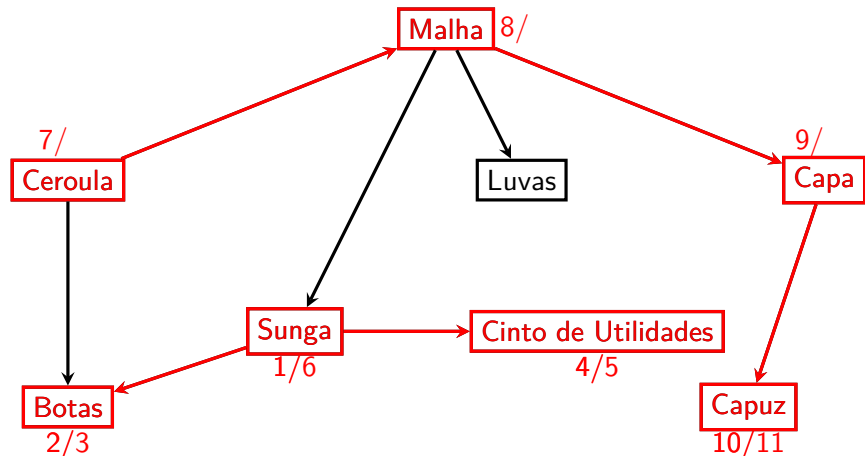 Malha 8/
7/
9/
Ceroula
Luvas
Capa
Sunga
Cinto de Utilidades
1/6
4/5
Botas
Capuz
2/3
10/11